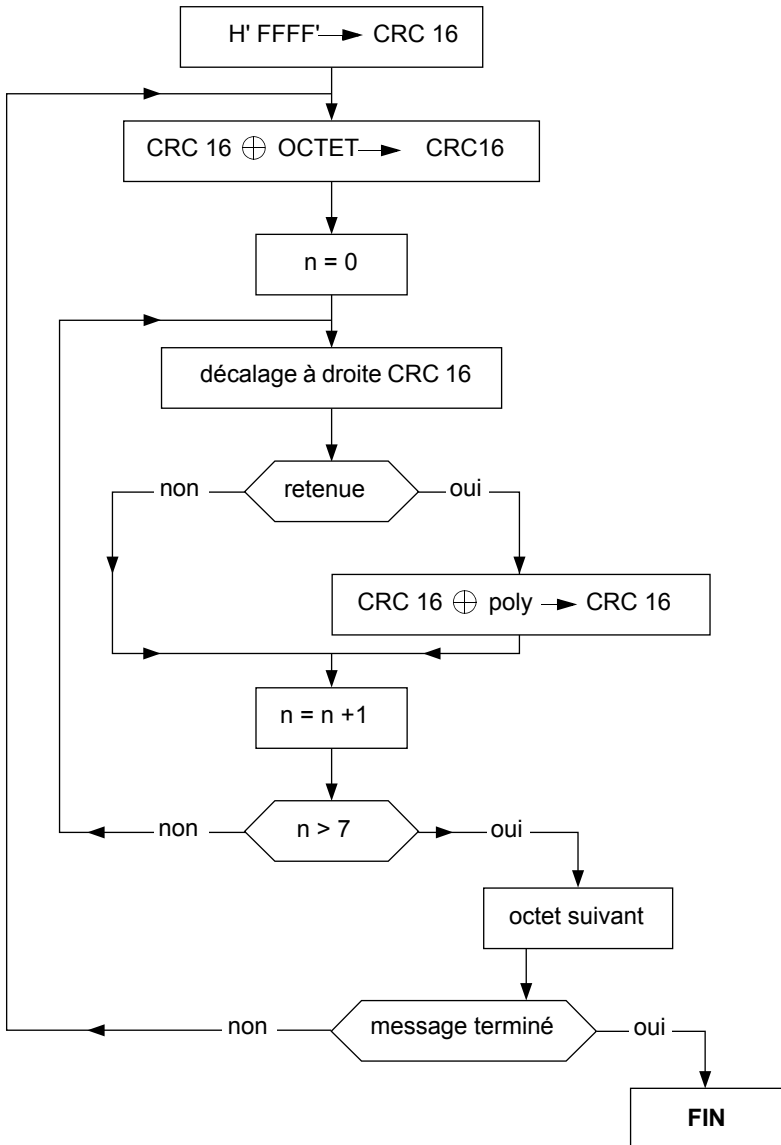 H' FFFF' → CRC 16
CRC 16 ⊕ OCTET → CRC16
n = 0
décalage à droite CRC 16
non
retenue
oui
CRC 16 ⊕ poly → CRC 16
n = n +1
non
n > 7
oui
octet suivant
non
message terminé
oui
FIN